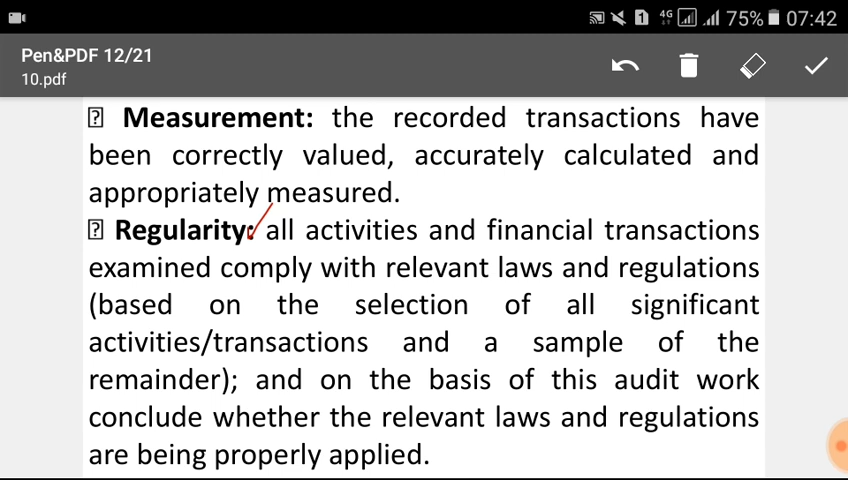 1 4G 75% 07:42
Pen&PDF 12/21
10.pdf
Measurement: the recorded transactions have
been correctly valued, accurately calculated and
appropriately measured.
Regularity: all activities and financial transactions
examined comply with relevant laws and regulations
(based on the selection of all significant
activities/transactions and a sample of the
remainder); and on the basis of this audit work
conclude whether the relevant laws and regulations
are being properly applied.